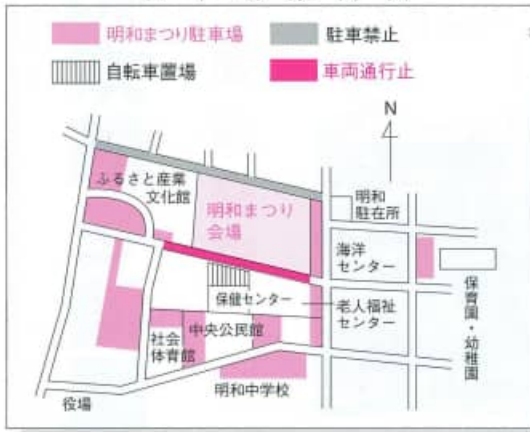 明和まつり駐車場
駐車禁止
自転車置場
車両通行止
N
ふるさと産業
文化館
明和まつり
会場
明和
駐在所
海洋
センター
保健センター
老人福祉
センター
保育園・幼稚園
中央公民館
社会
体育館
明和中学校
役場